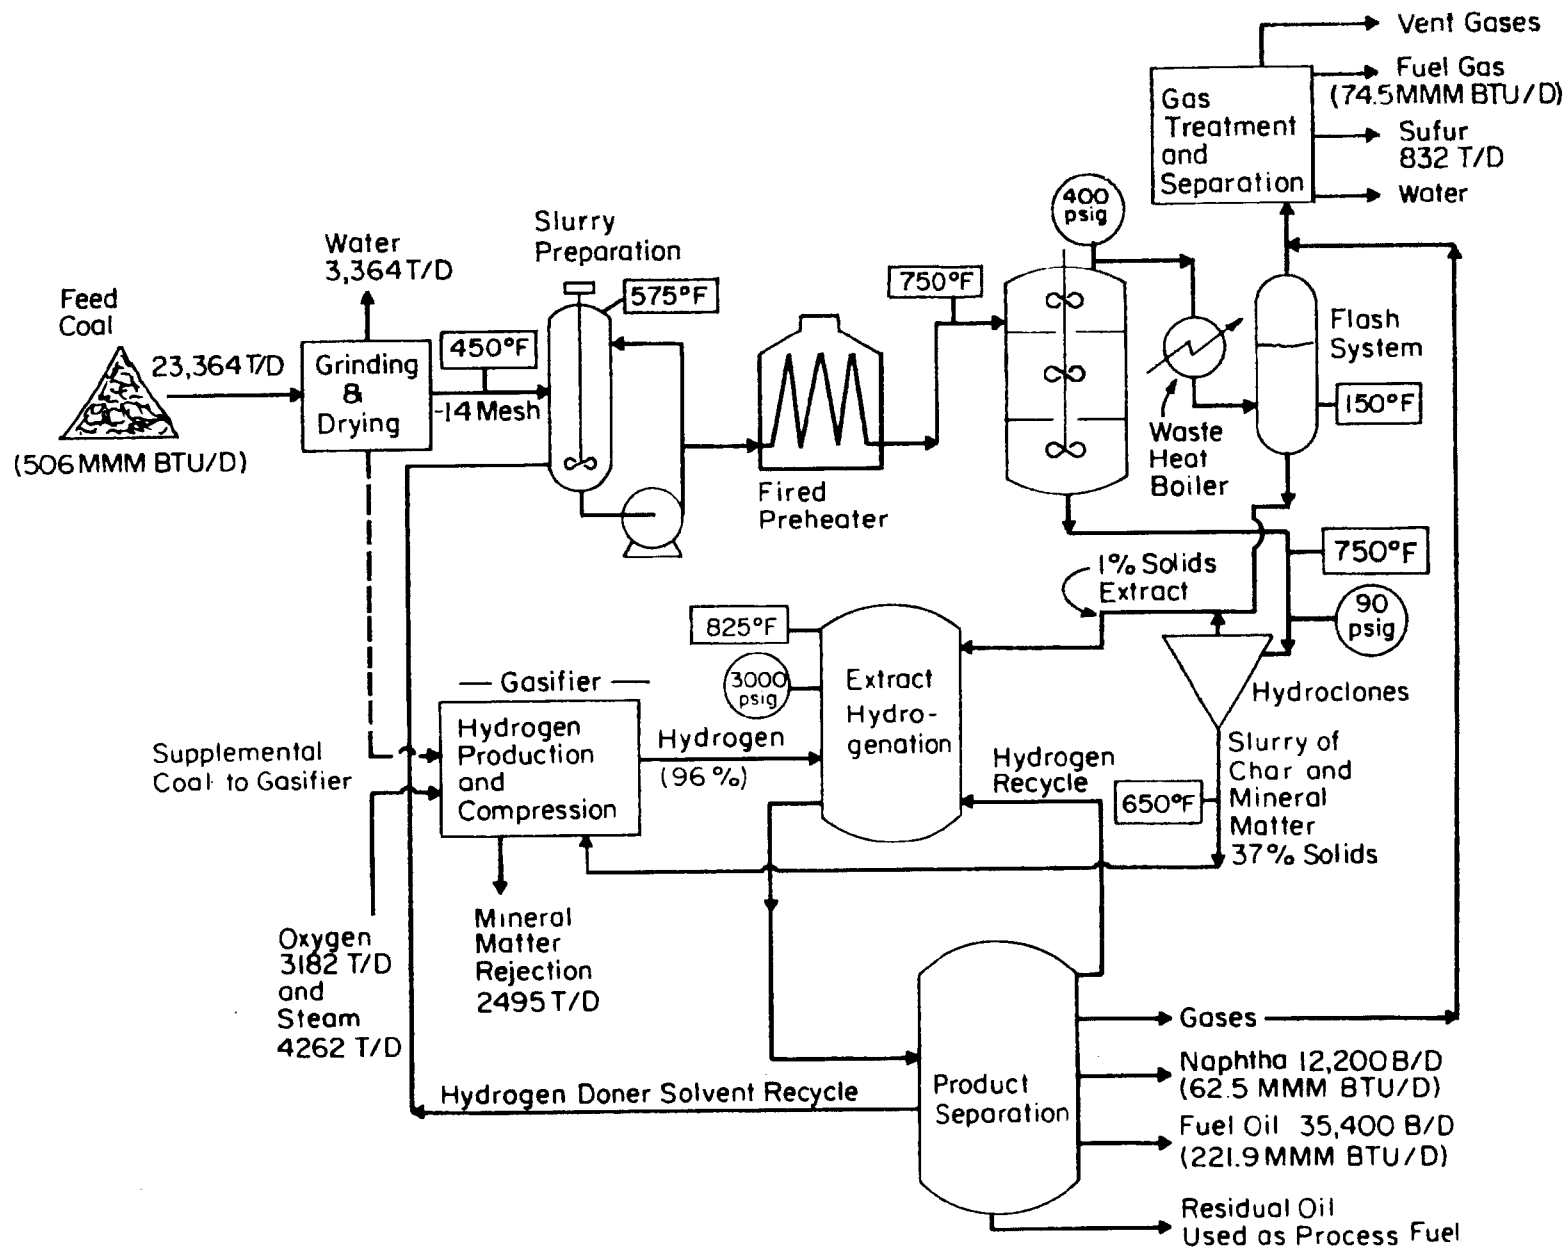 Vent Gases
Fuel Gas
(74.5MMM BTU/D)
Sufur
832 T/D
Water
Gas
Treatment
and
Separation
400
psig
Slurry
Preparation
575°F
Water
3,364 T/D
Feed
Coal
23,364 T/D
(506 MMM BTU/D)
Grinding
&
Drying
450°F
-14 Mesh
750°F
Fired
Preheater
Waste
Heat
Boiler
Flash
System
150°F
750°F
90
psig
1% Solids
Extract
Hydroclones
825°F
3000
psig
Extract
Hydro-
genation
— Gasifier —
Hydrogen
Production
and
Compression
Hydrogen
(96%)
Supplemental
Coal to Gasifier
Hydrogen
Recycle
650°F
Slurry of
Char and
Mineral
Matter
37% Solids
Mineral
Matter
Rejection
2495 T/D
Oxygen
3182 T/D
and
Steam
4262 T/D
Hydrogen Doner Solvent Recycle
Product
Separation
Gases
Naphtha 12,200 B/D
(62.5 MMM BTU/D)
Fuel Oil 35,400 B/D
(221.9 MMM BTU/D)
Residual Oil
Used as Process Fuel